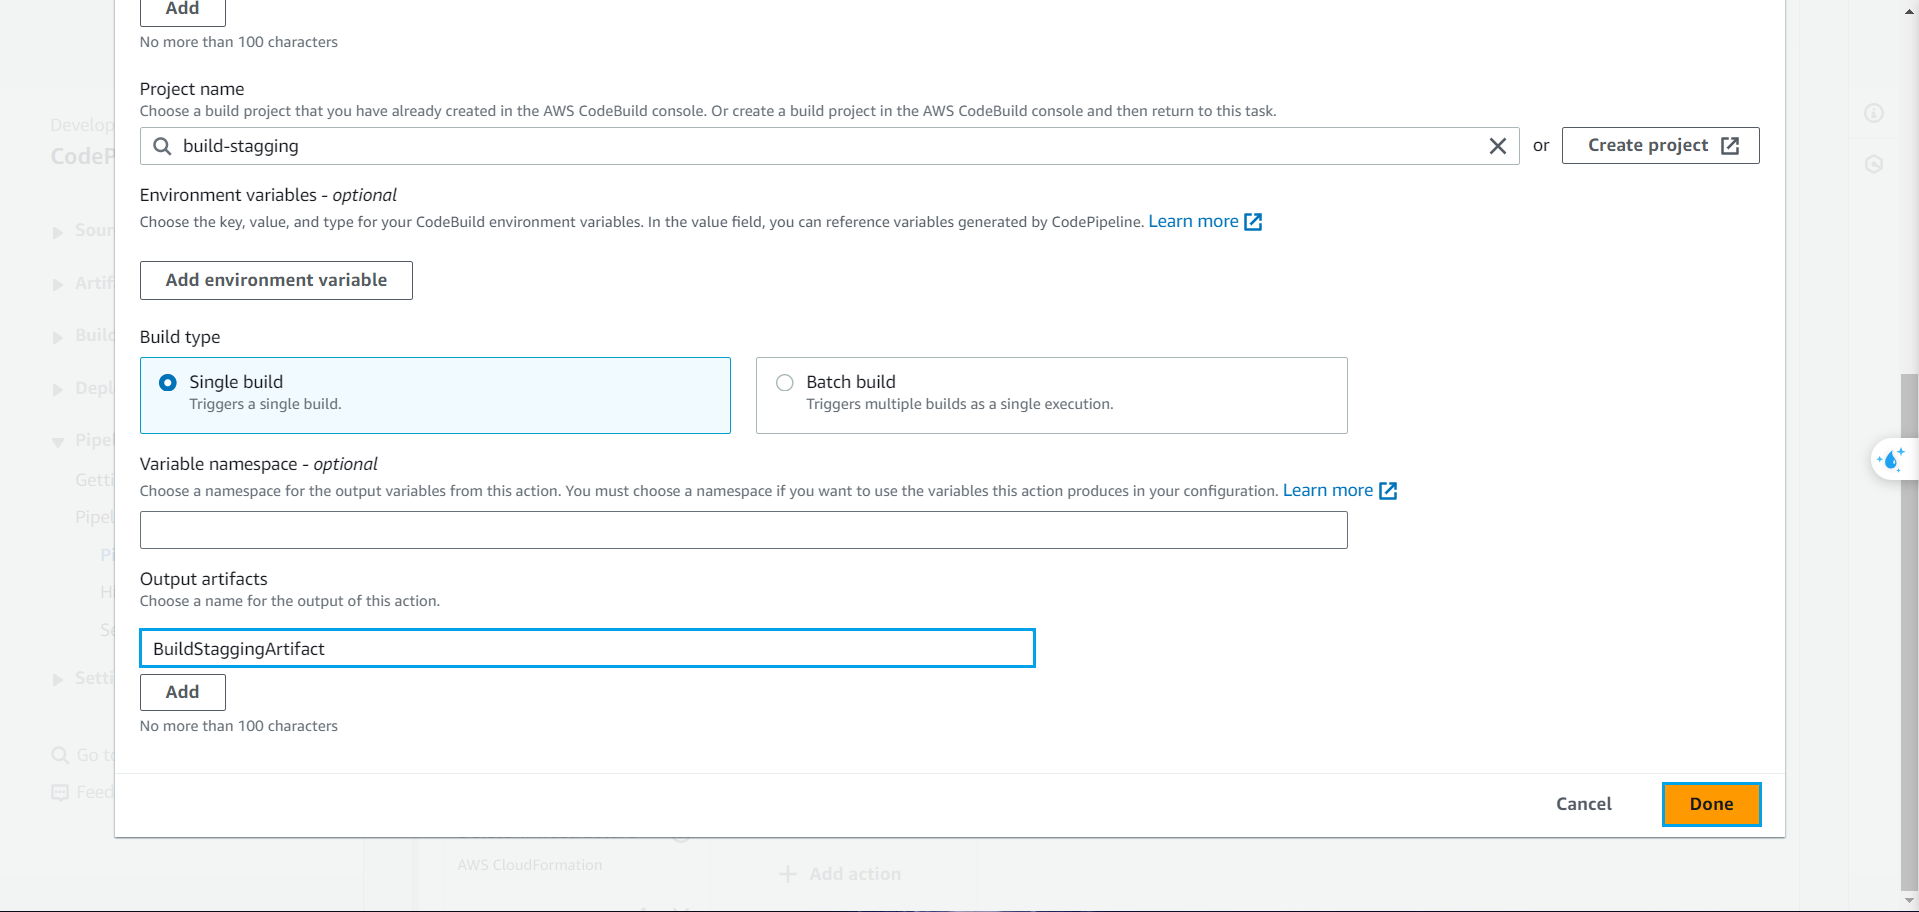 Add
No more than 100 characters
Project name
Choose a build project that you have already created in the AWS CodeBuild console. Or create a build project in the AWS CodeBuild console and then return to this task.
build-stagging
or
Create project
Environment variables - optional
Choose the key, value, and type for your CodeBuild environment variables. In the value field, you can reference variables generated by CodePipeline. Learn more
Add environment variable
Build type
Single build
Triggers a single build.
Batch build
Triggers multiple builds as a single execution.
Variable namespace - optional
Choose a namespace for the output variables from this action. You must choose a namespace if you want to use the variables this action produces in your configuration. Learn more
Output artifacts
Choose a name for the output of this action.
BuildStaggingArtifact
Add
No more than 100 characters
Cancel
Done
Develop
CodeP
Sour
Artif
Build
Depl
Pipel
Getti
Pipel
Pi
Hi
Se
Setti
Go to
Feed
AWS CloudFormation
Add action